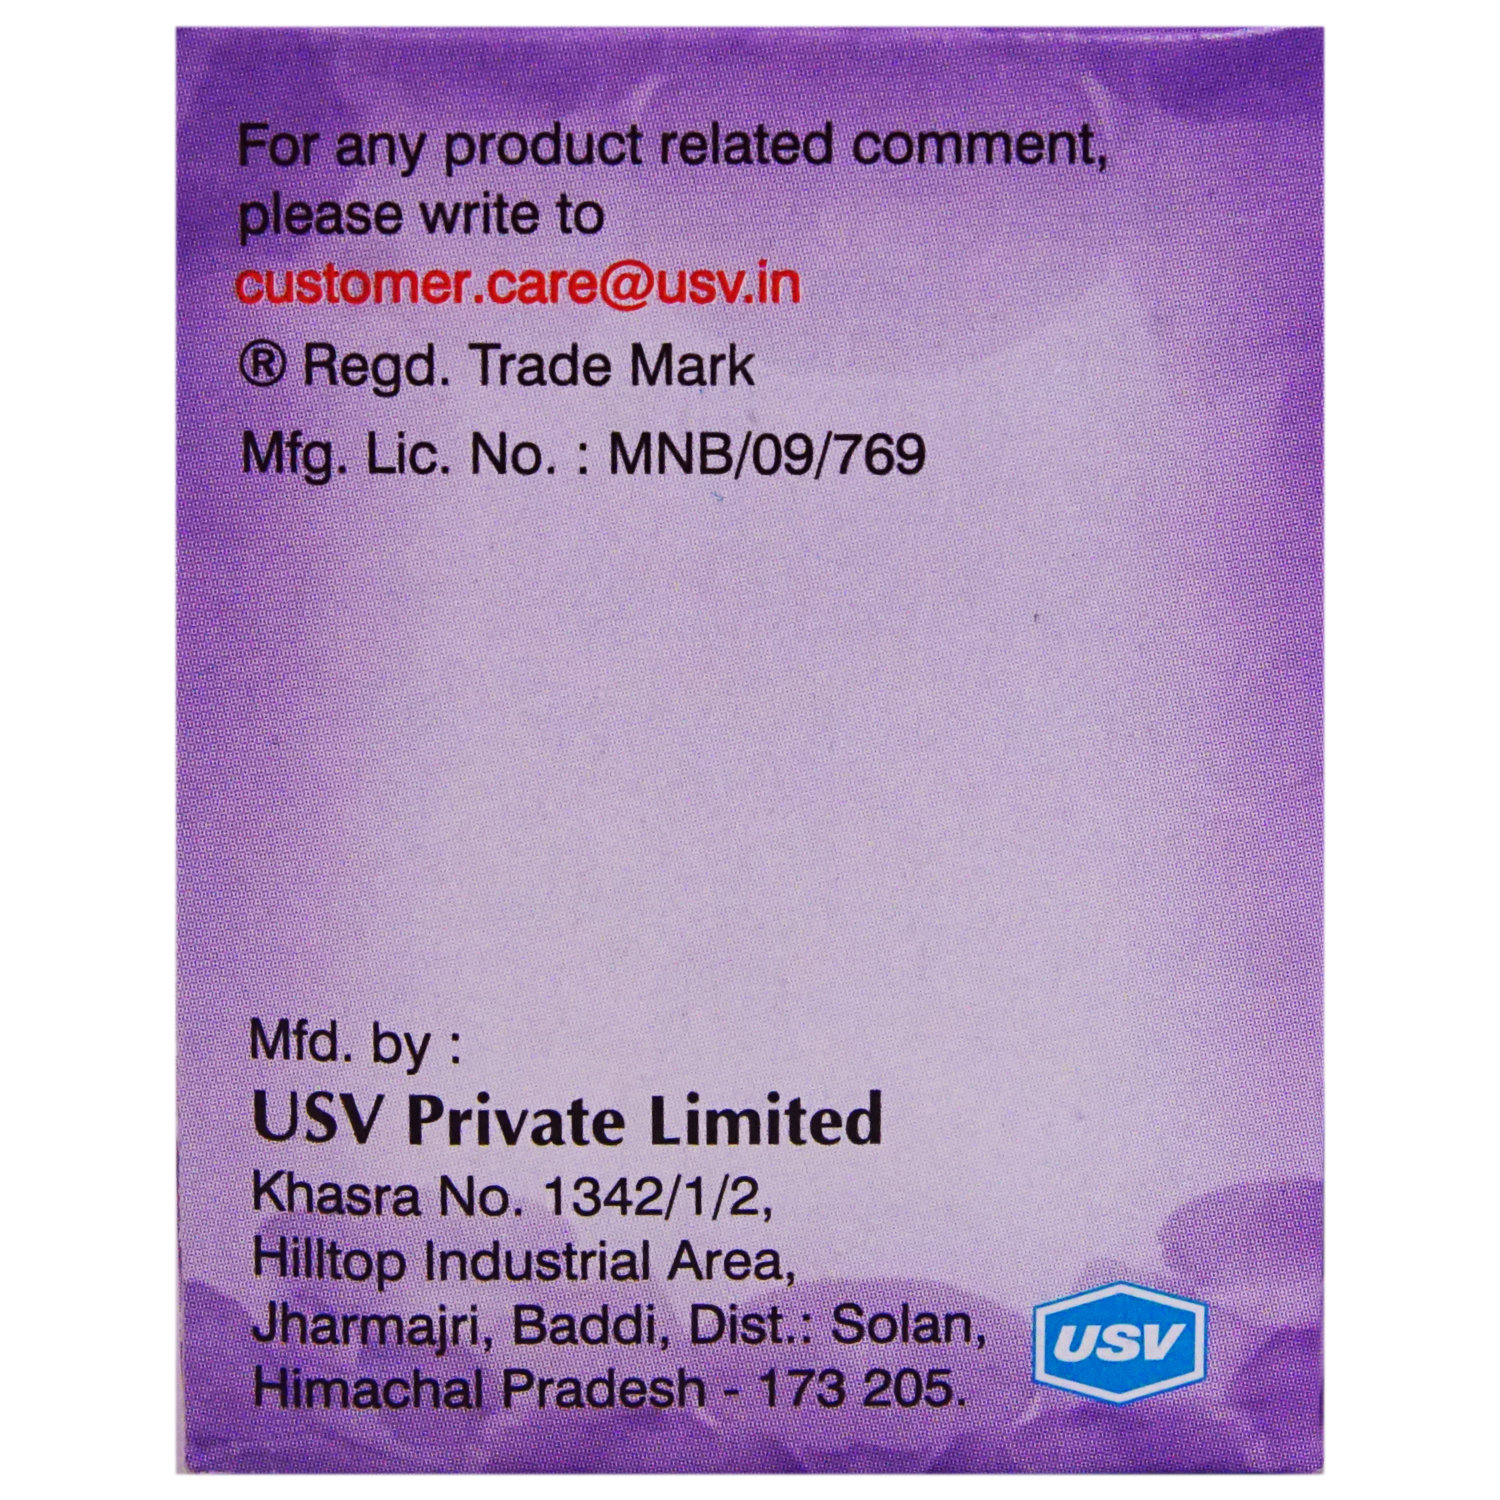 For any product related comment,
please write to
customer.care@usv.in
® Regd. Trade Mark
Mfg. Lic. No. : MNB/09/769
Mfd. by :
USV Private Limited
Khasra No. 1342/1/2,
Hilltop Industrial Area,
Jharmajri, Baddi, Dist.: Solan,
Himachal Pradesh - 173 205.
USV